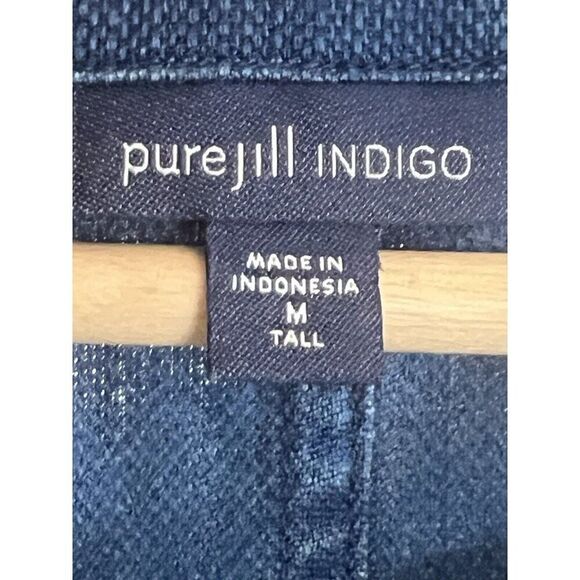 purejill INDIGO
MADE IN
INDONESIA
M
TALL